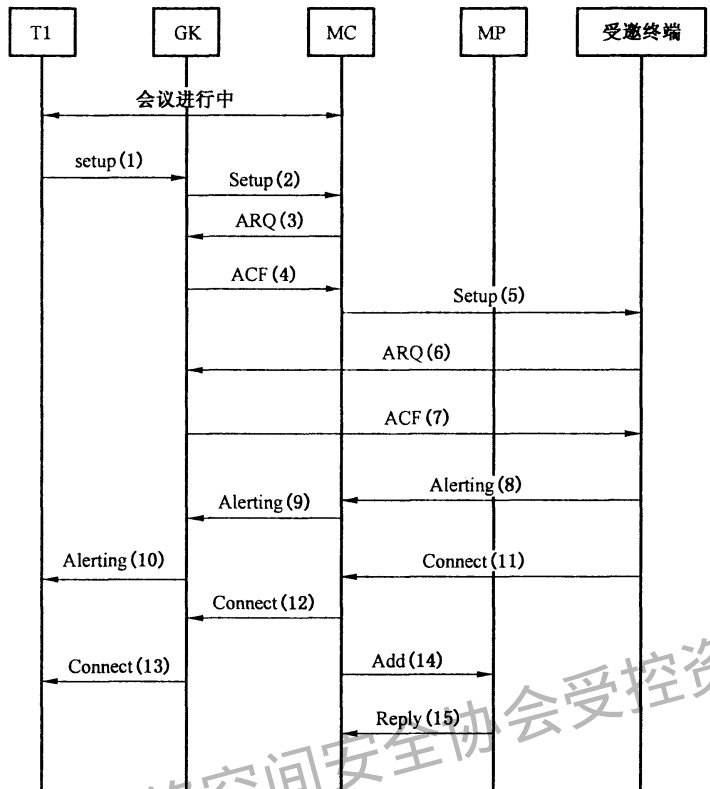 T1 GK MC MP 受邀终端
会议进行中
setup(1)
Setup(2)
ARQ(3)
ACF(4)
Setup(5)
ARQ(6)
ACF(7)
Alerting(8)
Alerting(9)
Alerting(10)
Connect(11)
Connect(12)
Connect(13)
Add(14)
Reply(15)
空间安全协会受控资